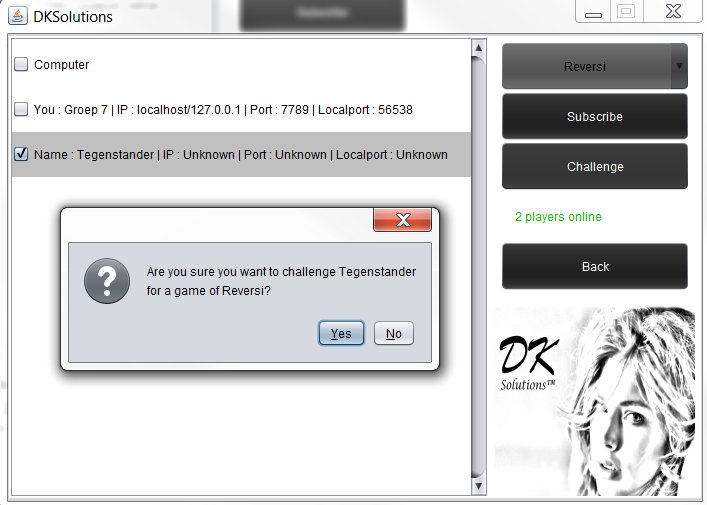 DKSolutions
Computer
You : Groep 7 | IP : localhost/127.0.0.1 | Port : 7789 | Localport : 56538
Name : Tegenstander | IP : Unknown | Port : Unknown | Localport : Unknown
Are you sure you want to challenge Tegenstander
for a game of Reversi?
Yes
No
Reversi
Subscribe
Challenge
2 players online
Back
DK
Solutions™